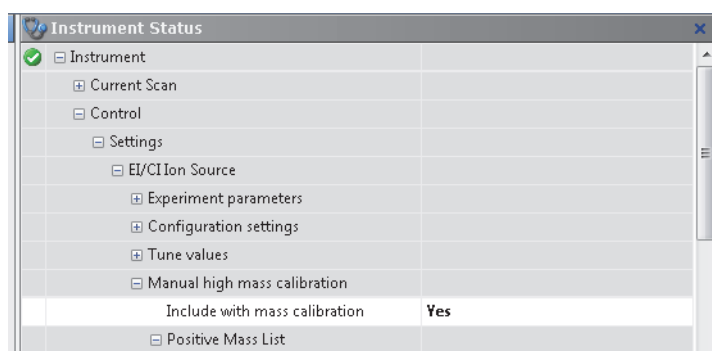 Instrument Status
Instrument
Current Scan
Control
Settings
EI/CI Ion Source
Experiment parameters
Configuration settings
Tune values
Manual high mass calibration
Include with mass calibration Yes
Positive Mass List